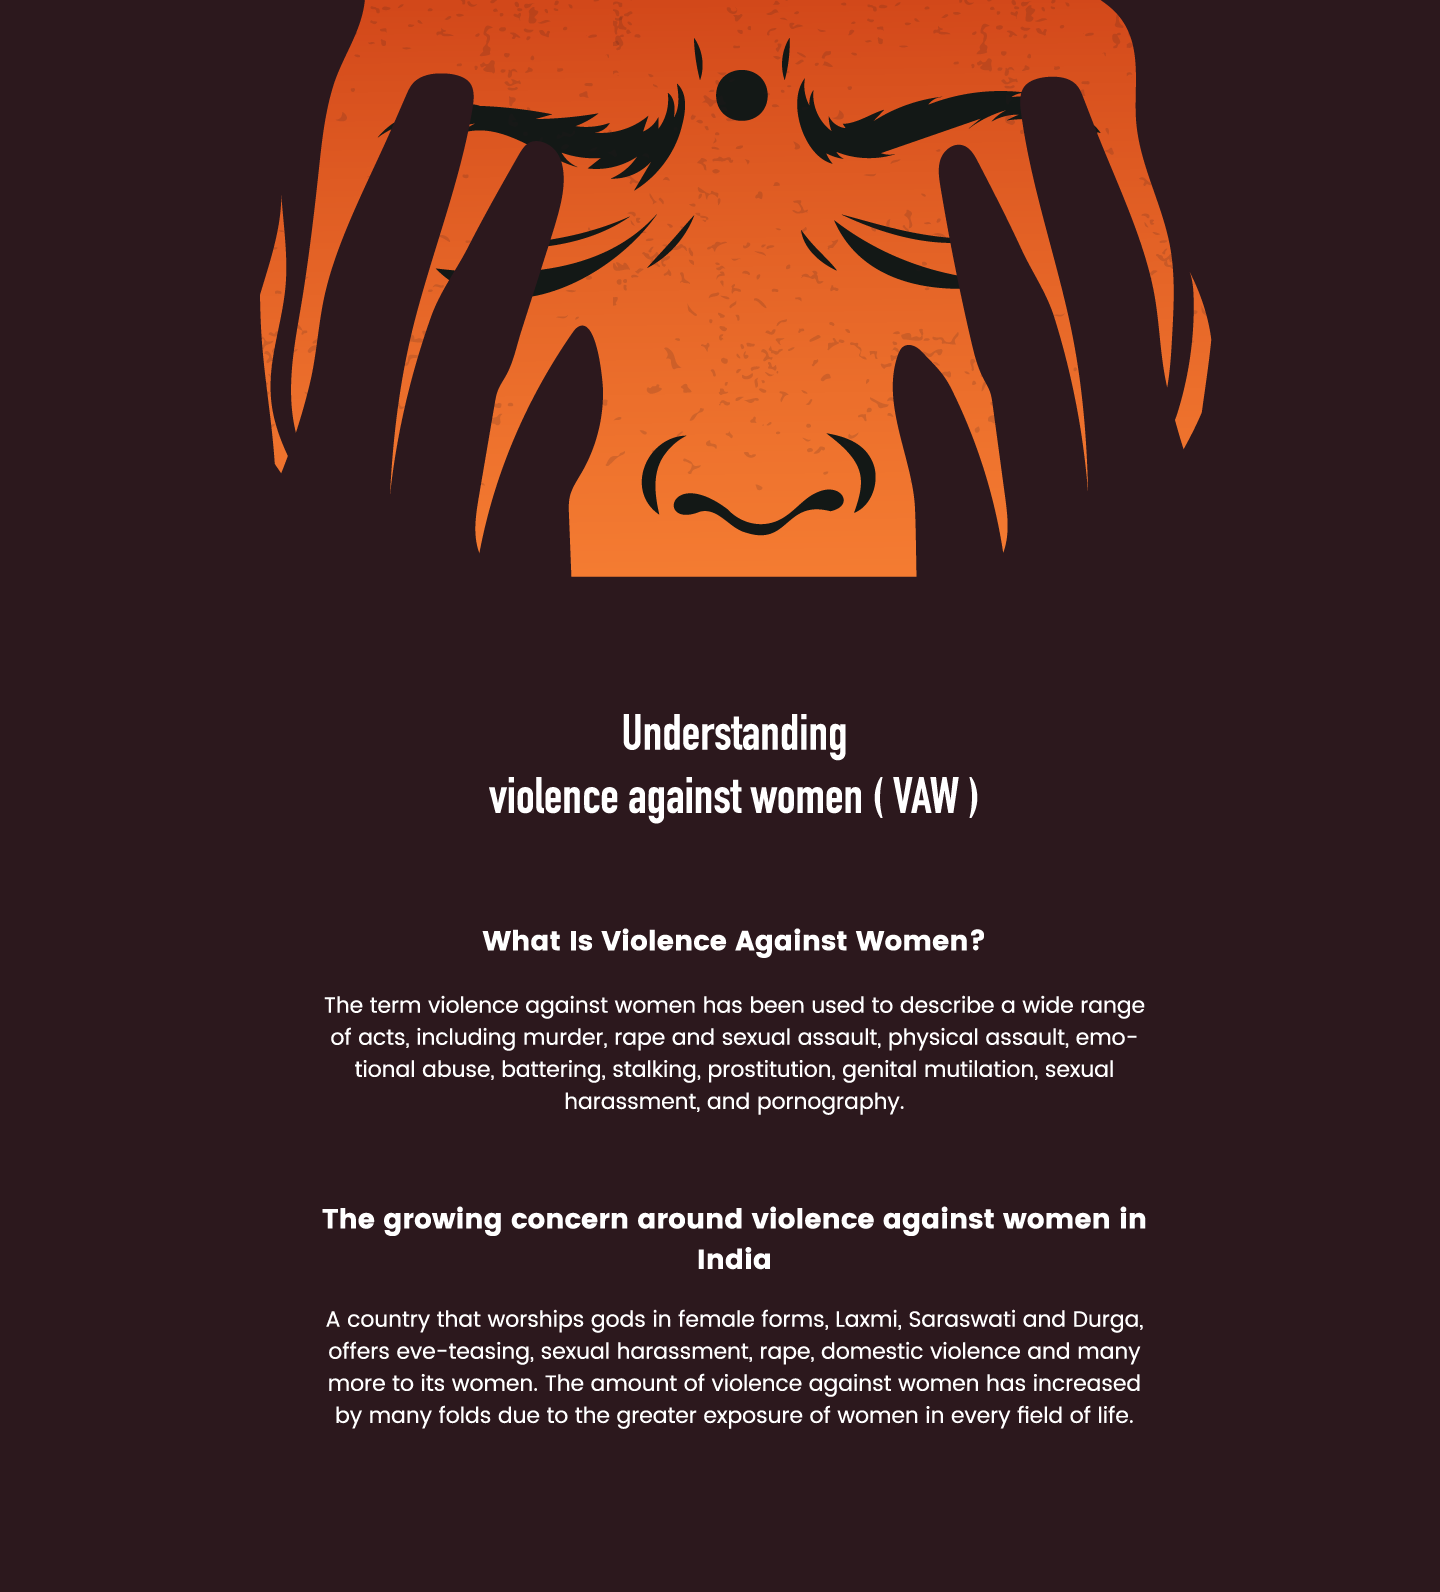 Understanding
violence against women ( VAW )
What Is Violence Against Women?
The term violence against women has been used to describe a wide range
of acts, including murder, rape and sexual assault, physical assault, emo-
tional abuse, battering, stalking, prostitution, genital mutilation, sexual
harassment, and pornography.
The growing concern around violence against women in
India
A country that worships gods in female forms, Laxmi, Saraswati and Durga,
offers eve-teasing, sexual harassment, rape, domestic violence and many
more to its women. The amount of violence against women has increased
by many folds due to the greater exposure of women in every field of life.